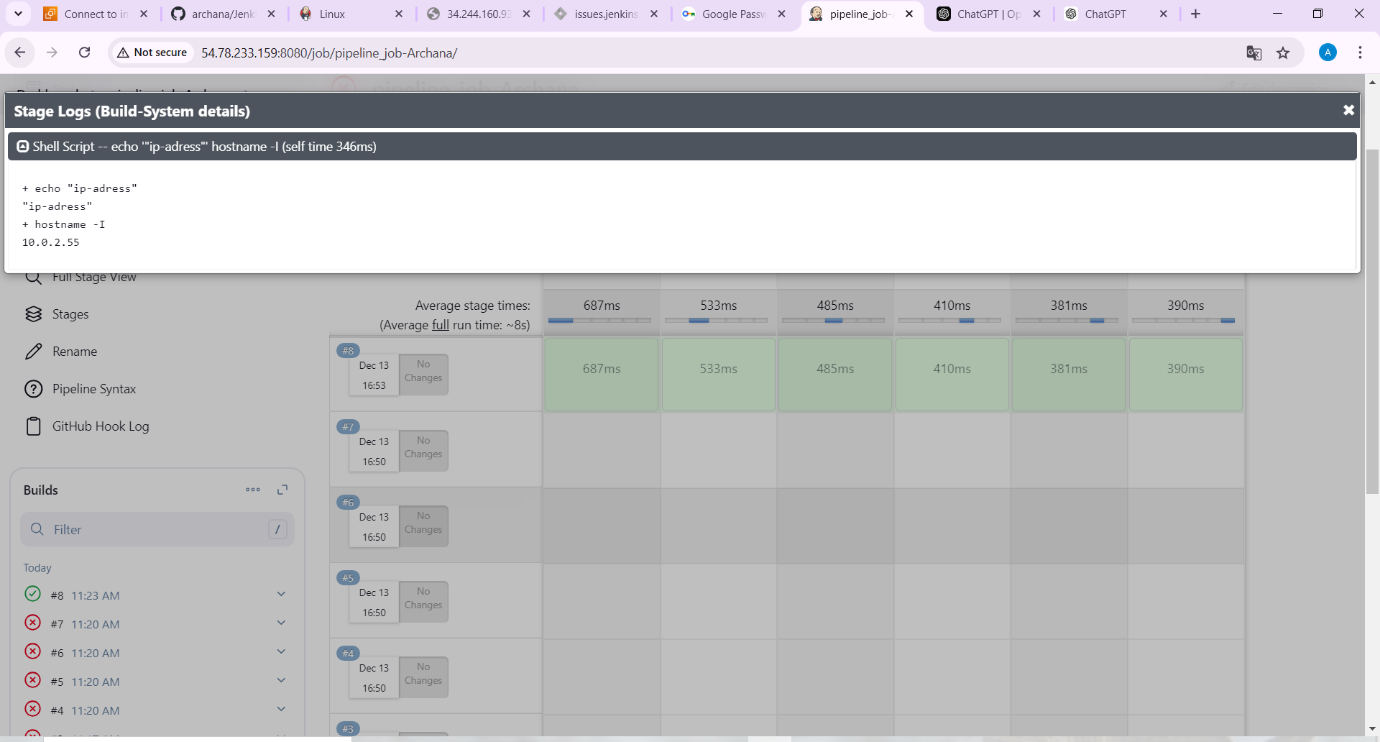 Connect to in
archana/Jenk
Linux
34.244.160.93
issues.jenkins
Google Passw
pipeline_job-
ChatGPT | Op
ChatGPT
Not secure
54.78.233.159:8080/job/pipeline_job-Archana/
A
Stage Logs (Build-System details)
Shell Script -- echo '"ip-adress"' hostname -I (self time 346ms)
+ echo "ip-adress"
"ip-adress"
+ hostname -I
10.0.2.55
Full Stage View
Stages
Rename
Pipeline Syntax
GitHub Hook Log
Builds
Filter
/
Today
#8 11:23 AM
#7 11:20 AM
#6 11:20 AM
#5 11:20 AM
#4 11:20 AM
Average stage times:
(Average full run time: ~8s)
687ms 533ms 485ms 410ms 381ms 390ms
#8
Dec 13
16:53
No
Changes
687ms 533ms 485ms 410ms 381ms 390ms
#7
Dec 13
16:50
No
Changes
#6
Dec 13
16:50
No
Changes
#5
Dec 13
16:50
No
Changes
#4
Dec 13
16:50
No
Changes
#3